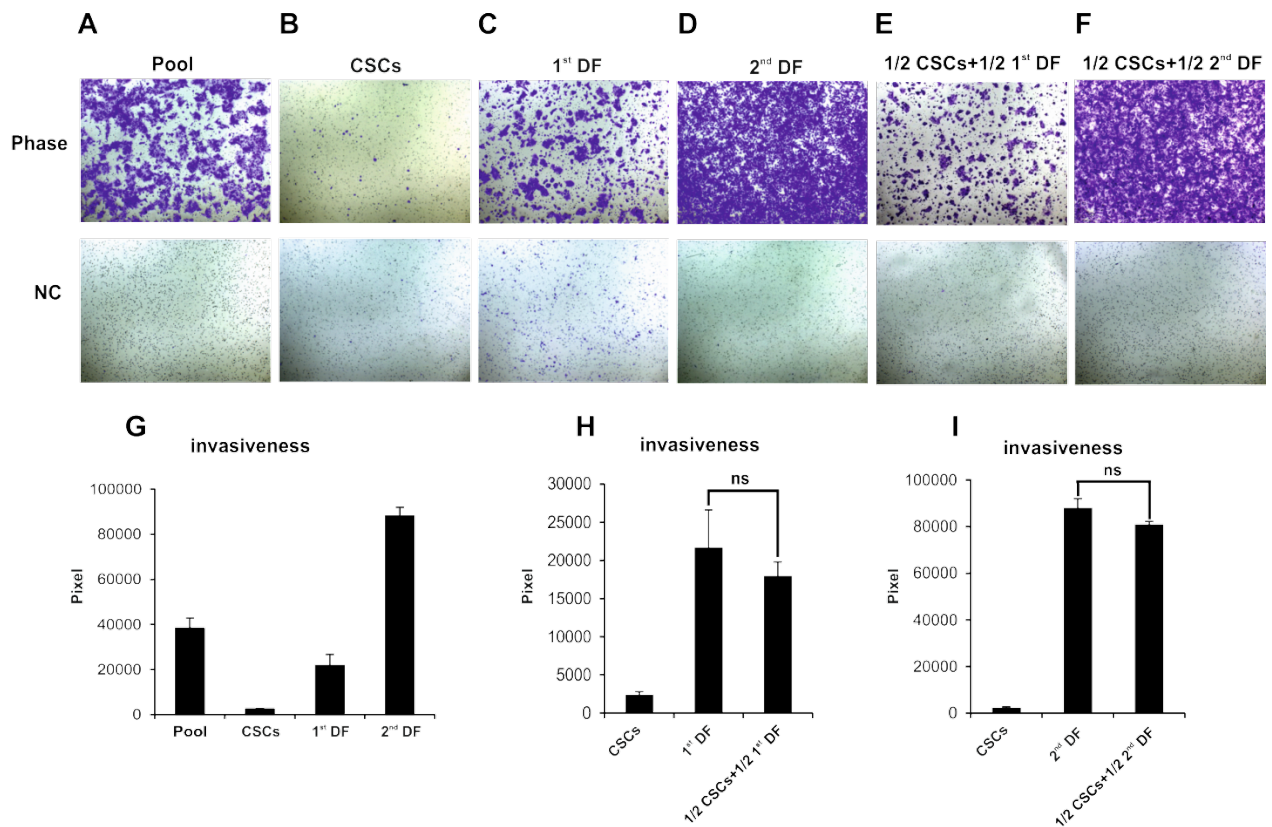 A B C D E F
Pool CSCs 1st DF 2nd DF 1/2 CSCs+1/2 1st DF 1/2 CSCs+1/2 2nd DF
Phase
NC
G
invasiveness
100000
80000
60000
40000
20000
0
Pixel
Pool CSCs 1st DF 2nd DF
H
invasiveness
ns
30000
25000
20000
15000
10000
5000
0
Pixel
CSCs 1st DF 1/2 CSCs+1/2 1st DF
I
invasiveness
ns
100000
80000
60000
40000
20000
0
Pixel
CSCs 2nd DF 1/2 CSCs+1/2 2nd DF